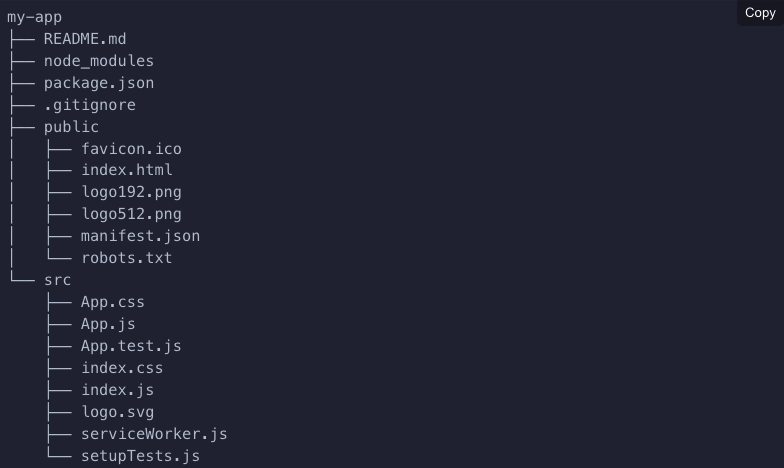 Copy
my-app
├── README.md
├── node_modules
├── package.json
├── .gitignore
├── public
│   ├── favicon.ico
│   ├── index.html
│   ├── logo192.png
│   ├── logo512.png
│   ├── manifest.json
│   └── robots.txt
└── src
    ├── App.css
    ├── App.js
    ├── App.test.js
    ├── index.css
    ├── index.js
    ├── logo.svg
    ├── serviceWorker.js
    └── setupTests.js